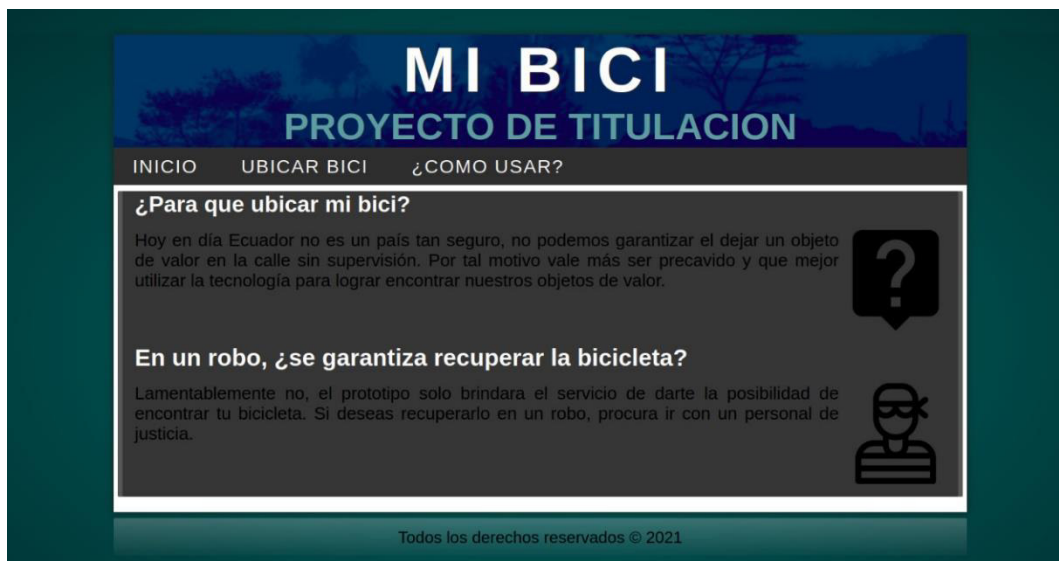 MI BICI
PROYECTO DE TITULACION
INICIO UBICAR BICI ¿COMO USAR?
¿Para que ubicar mi bici?
Hoy en día Ecuador no es un país tan seguro, no podemos garantizar el dejar un objeto
de valor en la calle sin supervisión. Por tal motivo vale más ser precavido y que mejor
utilizar la tecnología para lograr encontrar nuestros objetos de valor.
?
En un robo, ¿se garantiza recuperar la bicicleta?
Lamentablemente no, el prototipo solo brindara el servicio de darte la posibilidad de
encontrar tu bicicleta. Si deseas recuperarlo en un robo, procura ir con un personal de
justicia.
Todos los derechos reservados © 2021